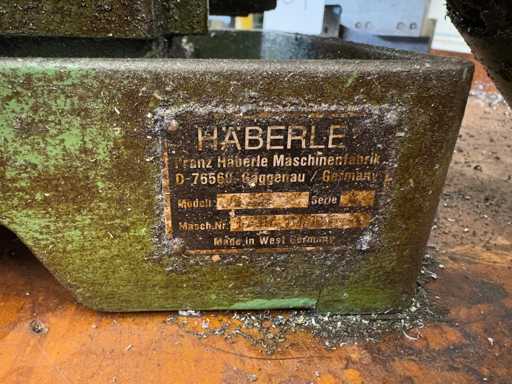 HÄBERLE
Franz Häberle Maschinenfabrik
D-76560 Gaggenau / Germany
Modell: Serie
Masch.Nr.
Made in West Germany